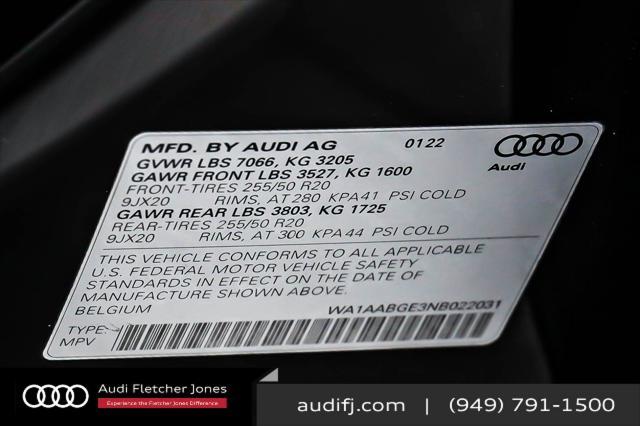 MFD. BY AUDI AG 0122
GVWR LBS 7066, KG 3205
GAWR FRONT LBS 3527, KG 1600
FRONT-TIRES 255/50 R20
9JX20 RIMS, AT 280 KPA41 PSI COLD
GAWR REAR LBS 3803, KG 1725
REAR-TIRES 255/50 R20
9JX20 RIMS, AT 300 KPA44 PSI COLD
Audi
THIS VEHICLE CONFORMS TO ALL APPLICABLE
U.S. FEDERAL MOTOR VEHICLE SAFETY
STANDARDS IN EFFECT ON THE DATE OF
MANUFACTURE SHOWN ABOVE.
BELGIUM WA1AABGE3NB022031
TYPE:
MPV
Audi Fletcher Jones
Experience the Fletcher Jones Difference
audifj.com | (949) 791-1500